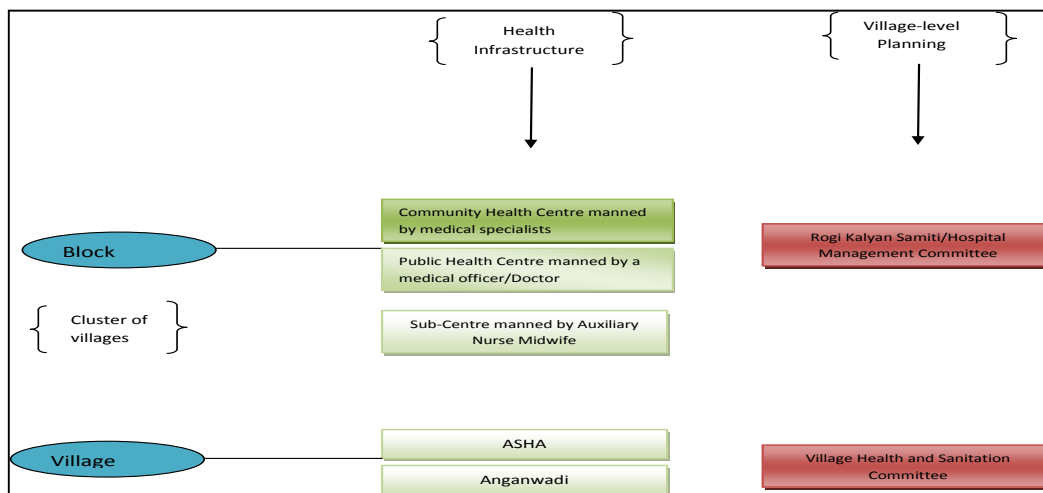 Health
Infrastructure
Village-level
Planning
Community Health Centre manned
by medical specialists
Block
Public Health Centre manned by a
medical officer/Doctor
Rogi Kalyan Samiti/Hospital
Management Committee
Cluster of
villages
Sub-Centre manned by Auxiliary
Nurse Midwife
Village
ASHA
Anganwadi
Village Health and Sanitation
Committee